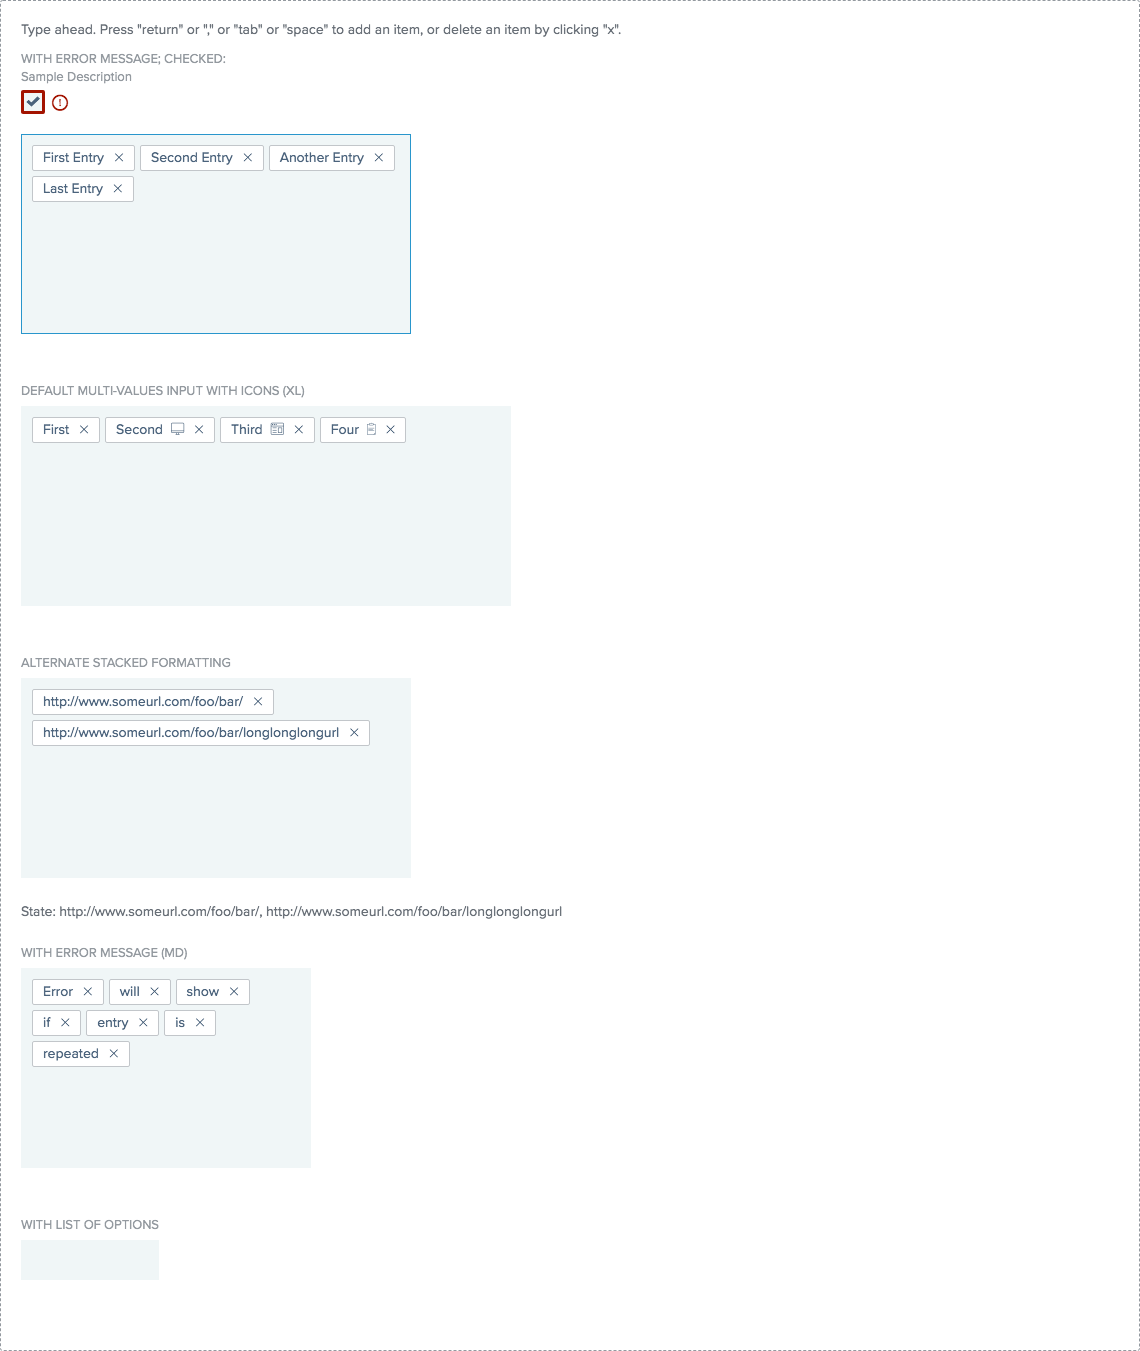 Type ahead. Press "return" or "," or "tab" or "space" to add an item, or delete an item by clicking "x".
WITH ERROR MESSAGE; CHECKED:
Sample Description
First Entry Second Entry Another Entry
Last Entry
DEFAULT MULTI-VALUES INPUT WITH ICONS (XL)
First Second Third Four
ALTERNATE STACKED FORMATTING
http://www.someurl.com/foo/bar/
http://www.someurl.com/foo/bar/longlonglongurl
State: http://www.someurl.com/foo/bar/, http://www.someurl.com/foo/bar/longlonglongurl
WITH ERROR MESSAGE (MD)
Error will show
if entry is
repeated
WITH LIST OF OPTIONS